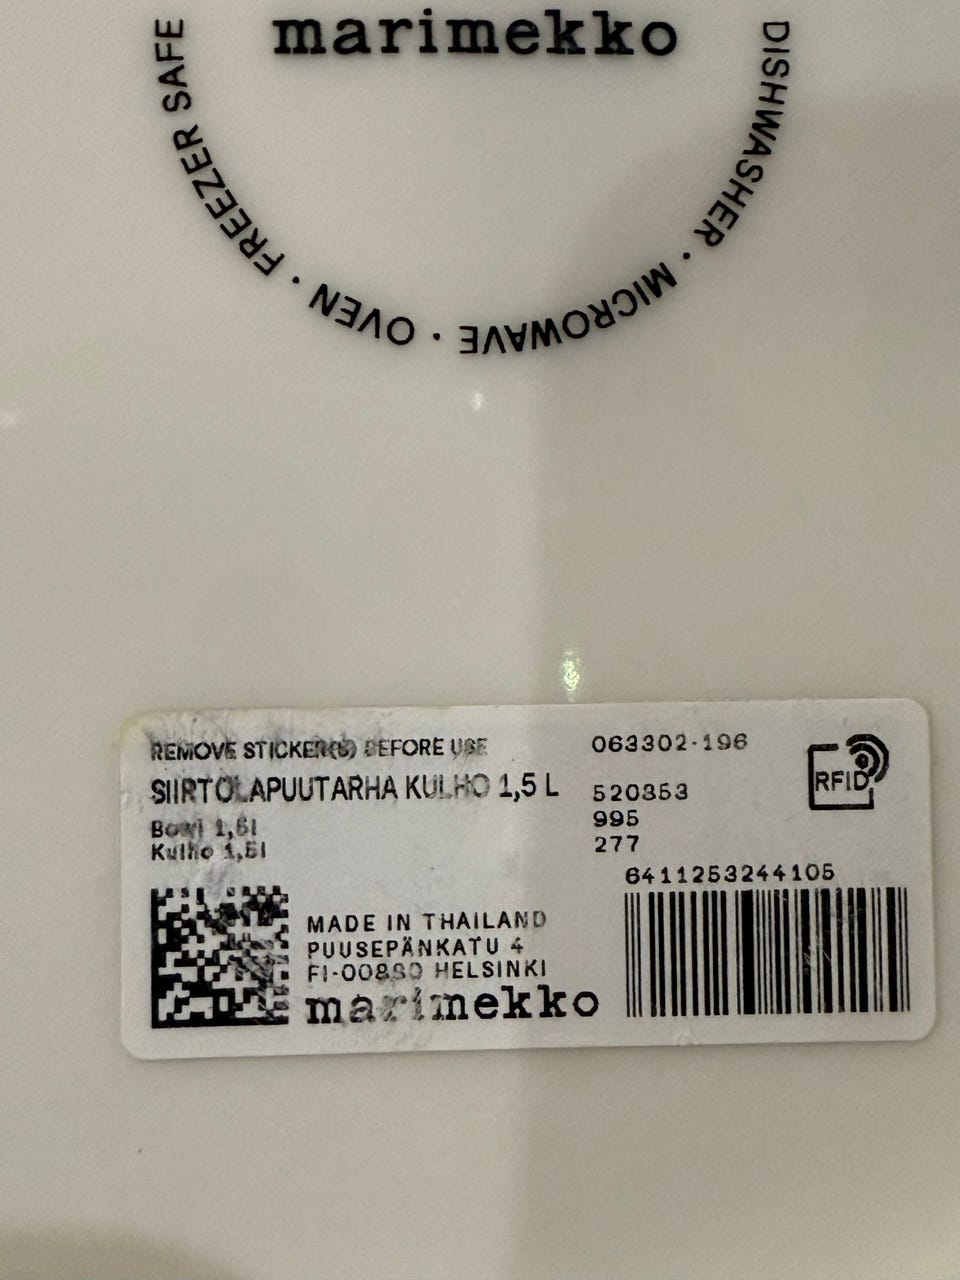 marimekko
DISHWASHER · MICROWAVE · OVEN · FREEZER SAFE
REMOVE STICKER(S) BEFORE USE
SIIRTOLAPUUTARHA KULHO 1,5 L
Bowl 1,5l
Kulho 1,5l
063302-196
520353
995
277
RFID
6411253244105
MADE IN THAILAND
PUUSEPÄNKATU 4
FI-00880 HELSINKI
marimekko